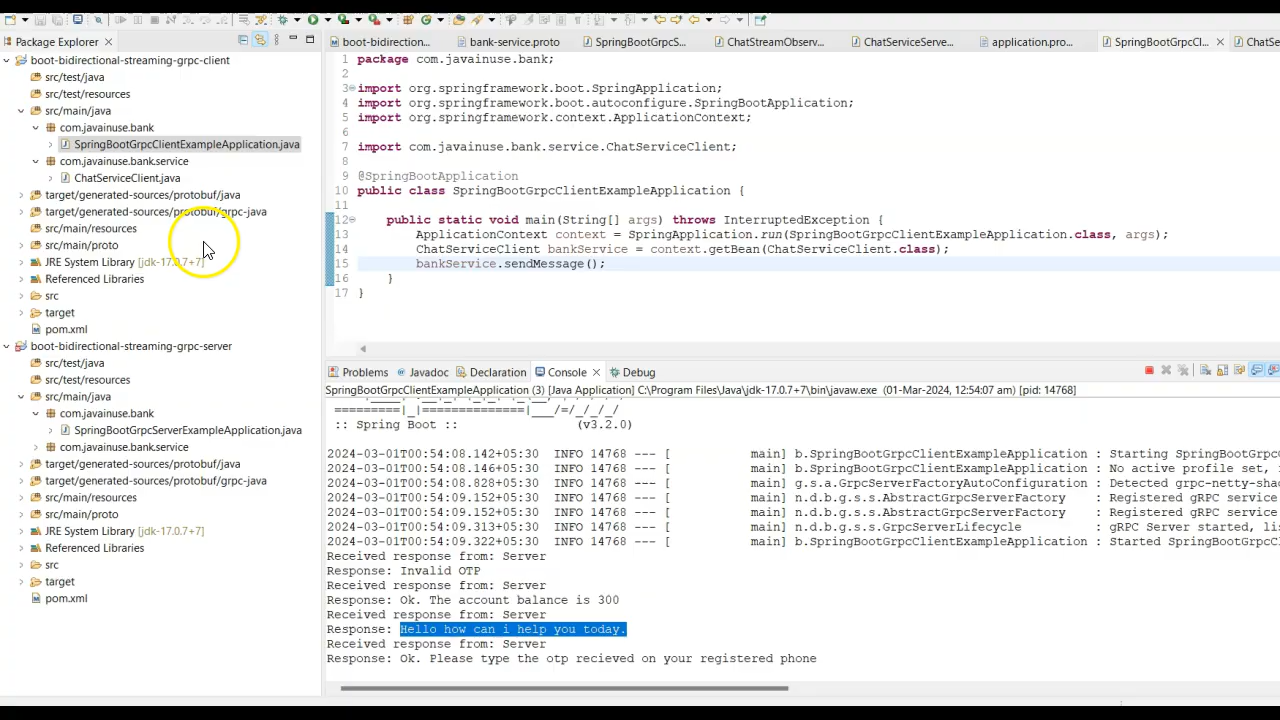 Package Explorer
boot-bidirectional-streaming-grpc-client
src/test/java
src/test/resources
src/main/java
com.javainuse.bank
SpringBootGrpcClientExampleApplication.java
com.javainuse.bank.service
ChatServiceClient.java
target/generated-sources/protobuf/java
target/generated-sources/protobuf/grpc-java
src/main/resources
src/main/proto
JRE System Library [jdk-17.0.7+7]
Referenced Libraries
src
target
pom.xml
boot-bidirectional-streaming-grpc-server
src/test/java
src/test/resources
src/main/java
com.javainuse.bank
SpringBootGrpcServerExampleApplication.java
com.javainuse.bank.service
target/generated-sources/protobuf/java
target/generated-sources/protobuf/grpc-java
src/main/resources
src/main/proto
JRE System Library [jdk-17.0.7+7]
Referenced Libraries
src
target
pom.xml
boot-bidirection... bank-service.proto SpringBootGrpcS... ChatStreamObserv... ChatServiceServe... application.pro... SpringBootGrpcCl... ChatSe
1 package com.javainuse.bank;
2
3 import org.springframework.boot.SpringApplication;
4 import org.springframework.boot.autoconfigure.SpringBootApplication;
5 import org.springframework.context.ApplicationContext;
6
7 import com.javainuse.bank.service.ChatServiceClient;
8
9 @SpringBootApplication
10 public class SpringBootGrpcClientExampleApplication {
11
12 public static void main(String[] args) throws InterruptedException {
13 ApplicationContext context = SpringApplication.run(SpringBootGrpcClientExampleApplication.class, args);
14 ChatServiceClient bankService = context.getBean(ChatServiceClient.class);
15 bankService.sendMessage();
16 }
17 }
Problems Javadoc Declaration Console Debug
SpringBootGrpcClientExampleApplication (3) [Java Application] C:\Program Files\Java\jdk-17.0.7+7\bin\javaw.exe (01-Mar-2024, 12:54:07 am) [pid: 14768]
=========|_|==============|___/=/_/_/_/
:: Spring Boot :: (v3.2.0)
2024-03-01T00:54:08.142+05:30 INFO 14768 --- [ main] b.SpringBootGrpcClientExampleApplication : Starting SpringBootGrpcC
2024-03-01T00:54:08.146+05:30 INFO 14768 --- [ main] b.SpringBootGrpcClientExampleApplication : No active profile set,
2024-03-01T00:54:08.828+05:30 INFO 14768 --- [ main] g.s.a.GrpcServerFactoryAutoConfiguration : Detected grpc-netty-sha
2024-03-01T00:54:09.152+05:30 INFO 14768 --- [ main] n.d.b.g.s.s.AbstractGrpcServerFactory : Registered gRPC service
2024-03-01T00:54:09.152+05:30 INFO 14768 --- [ main] n.d.b.g.s.s.AbstractGrpcServerFactory : Registered gRPC service
2024-03-01T00:54:09.313+05:30 INFO 14768 --- [ main] n.d.b.g.s.s.GrpcServerLifecycle : gRPC Server started, lis
2024-03-01T00:54:09.322+05:30 INFO 14768 --- [ main] b.SpringBootGrpcClientExampleApplication : Started SpringBootGrpcCl
Received response from: Server
Response: Invalid OTP
Received response from: Server
Response: Ok. The account balance is 300
Received response from: Server
Response: Hello how can i help you today.
Received response from: Server
Response: Ok. Please type the otp recieved on your registered phone